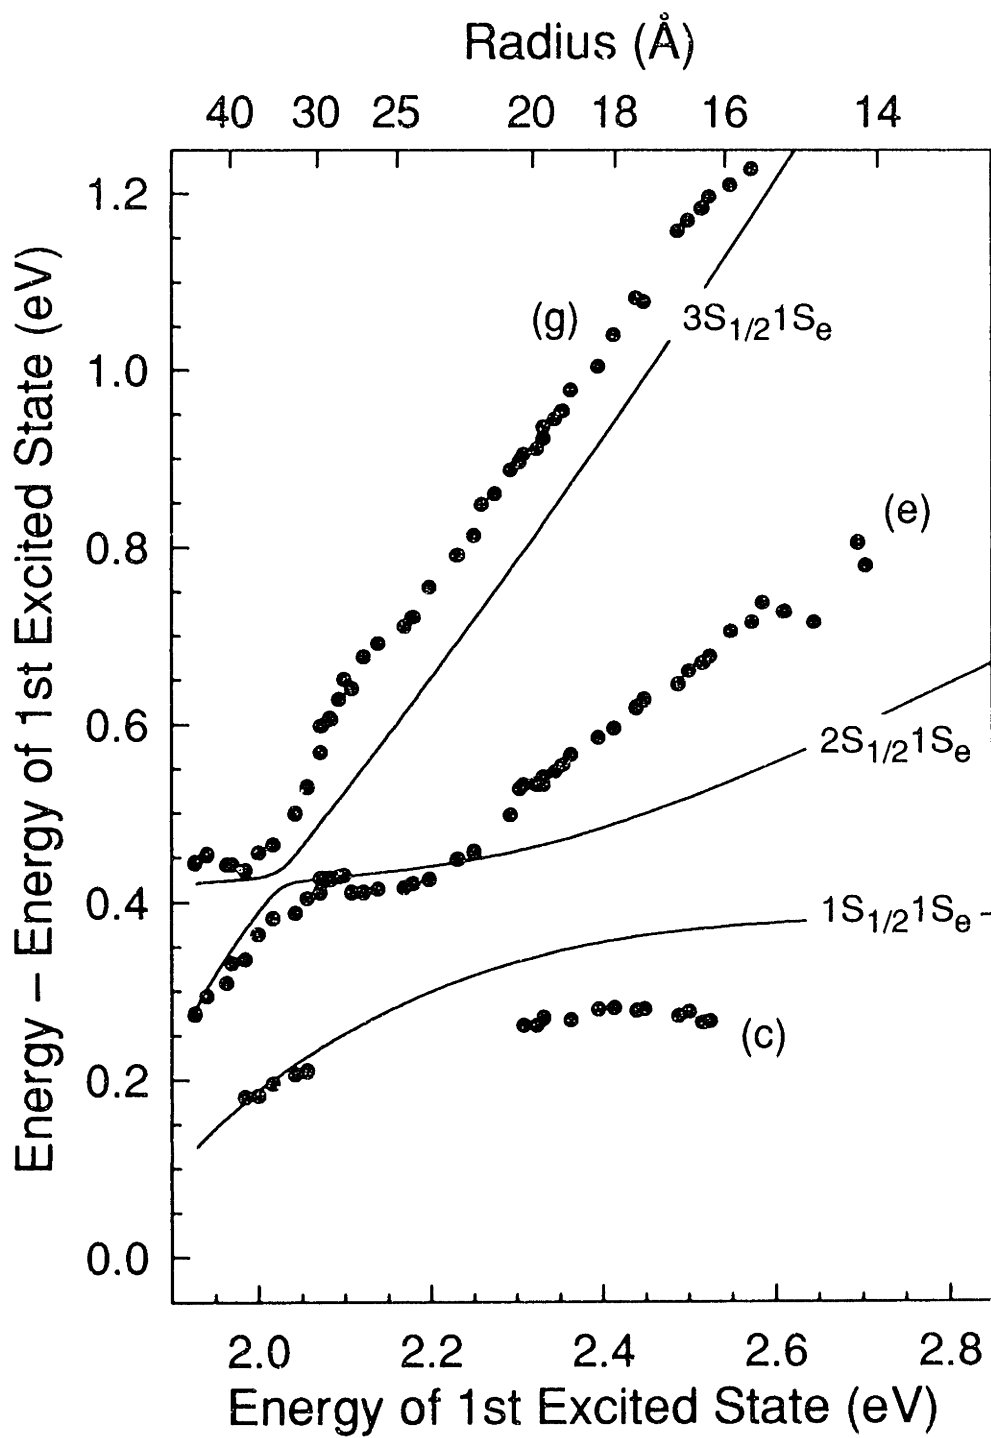 Radius (Å)
40 30 25 20 18 16 14
1.2
1.0
0.8
0.6
0.4
0.2
0.0
(g)
3S1/21Se
(e)
2S1/21Se
1S1/21Se
(c)
Energy – Energy of 1st Excited State (eV)
2.0 2.2 2.4 2.6 2.8
Energy of 1st Excited State (eV)